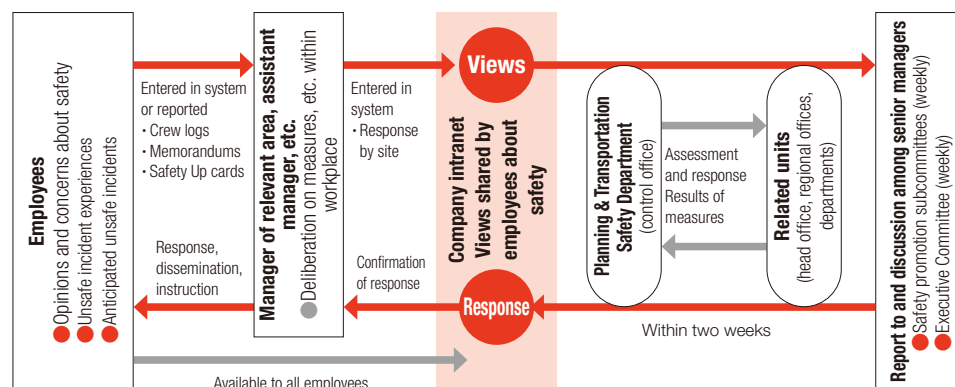 Employees
Opinions and concerns about safety
Unsafe incident experiences
Anticipated unsafe incidents
Entered in system
or reported
・Crew logs
・Memorandums
・Safety Up cards
Response,
dissemination,
instruction
Manager of relevant area, assistant
manager, etc.
Deliberation on measures, etc. within
workplace
Entered in
system
・Response
by site
Confirmation
of response
Views
Company intranet
Views shared by
employees about
safety
Response
Planning & Transportation
Safety Department
(control office)
Assessment
and response
Results of
measures
Related units
(head office, regional offices,
departments)
Within two weeks
Report to and discussion among senior managers
Safety promotion subcommittees (weekly)
Executive Committee (weekly)
Available to all employees